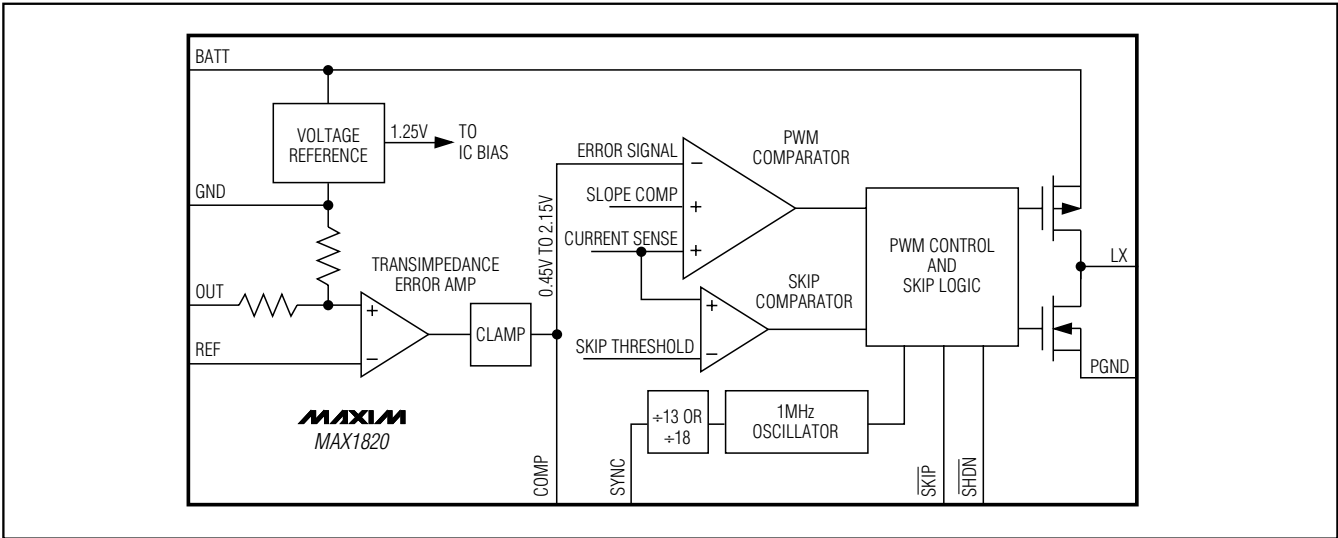 BATT
VOLTAGE
REFERENCE
1.25V
TO
IC BIAS
GND
OUT
REF
TRANSIMPEDANCE
ERROR AMP
+
−
CLAMP
0.45V TO 2.15V
ERROR SIGNAL
SLOPE COMP
CURRENT SENSE
−
+
+
PWM
COMPARATOR
SKIP
COMPARATOR
SKIP THRESHOLD
+
−
PWM CONTROL
AND
SKIP LOGIC
LX
PGND
÷13 OR
÷18
1MHz
OSCILLATOR
MAXIM
MAX1820
COMP
SYNC
SKIP
SHDN